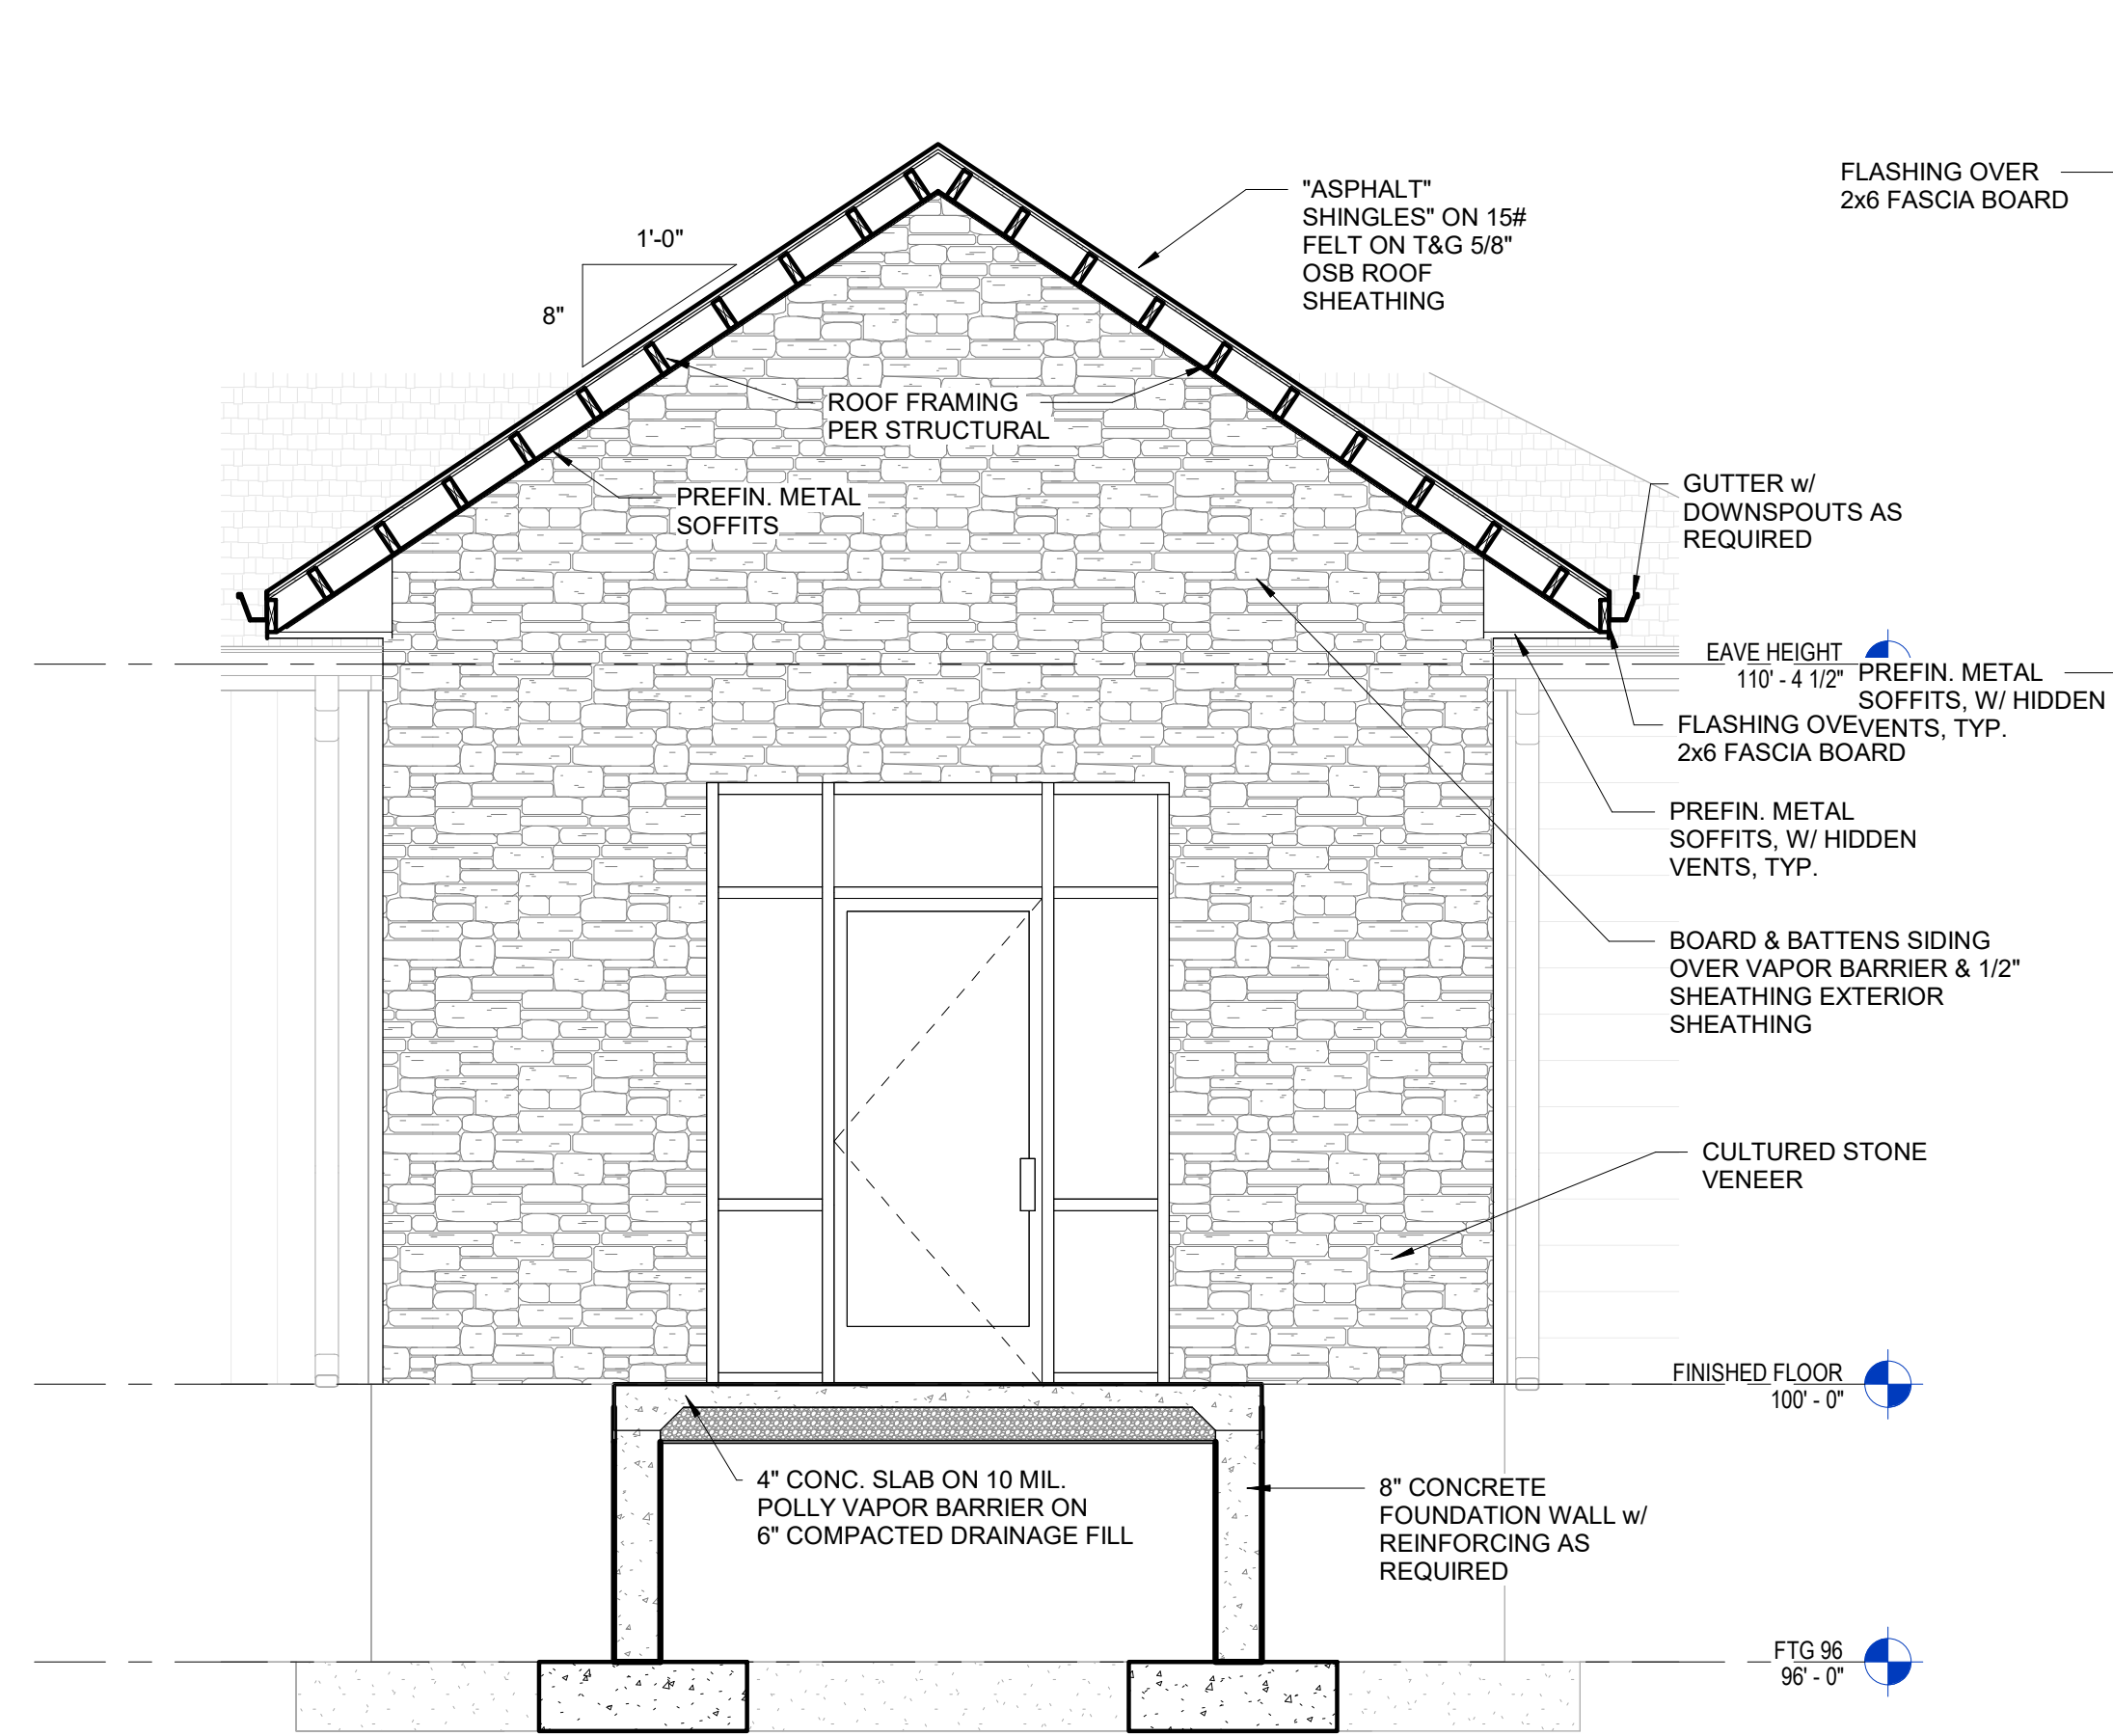 FLASHING OVER
2x6 FASCIA BOARD
"ASPHALT"
SHINGLES" ON 15#
FELT ON T&G 5/8"
OSB ROOF
SHEATHING
1'-0"
8"
ROOF FRAMING
PER STRUCTURAL
PREFIN. METAL
SOFFITS
GUTTER w/
DOWNSPOUTS AS
REQUIRED
EAVE HEIGHT
110' - 4 1/2"
PREFIN. METAL
SOFFITS, W/ HIDDEN
VENTS, TYP.
FLASHING OVE
2x6 FASCIA BOARD
PREFIN. METAL
SOFFITS, W/ HIDDEN
VENTS, TYP.
BOARD & BATTENS SIDING
OVER VAPOR BARRIER & 1/2"
SHEATHING EXTERIOR
SHEATHING
CULTURED STONE
VENEER
FINISHED FLOOR
100' - 0"
4" CONC. SLAB ON 10 MIL.
POLLY VAPOR BARRIER ON
6" COMPACTED DRAINAGE FILL
8" CONCRETE
FOUNDATION WALL w/
REINFORCING AS
REQUIRED
FTG 96
96' - 0"